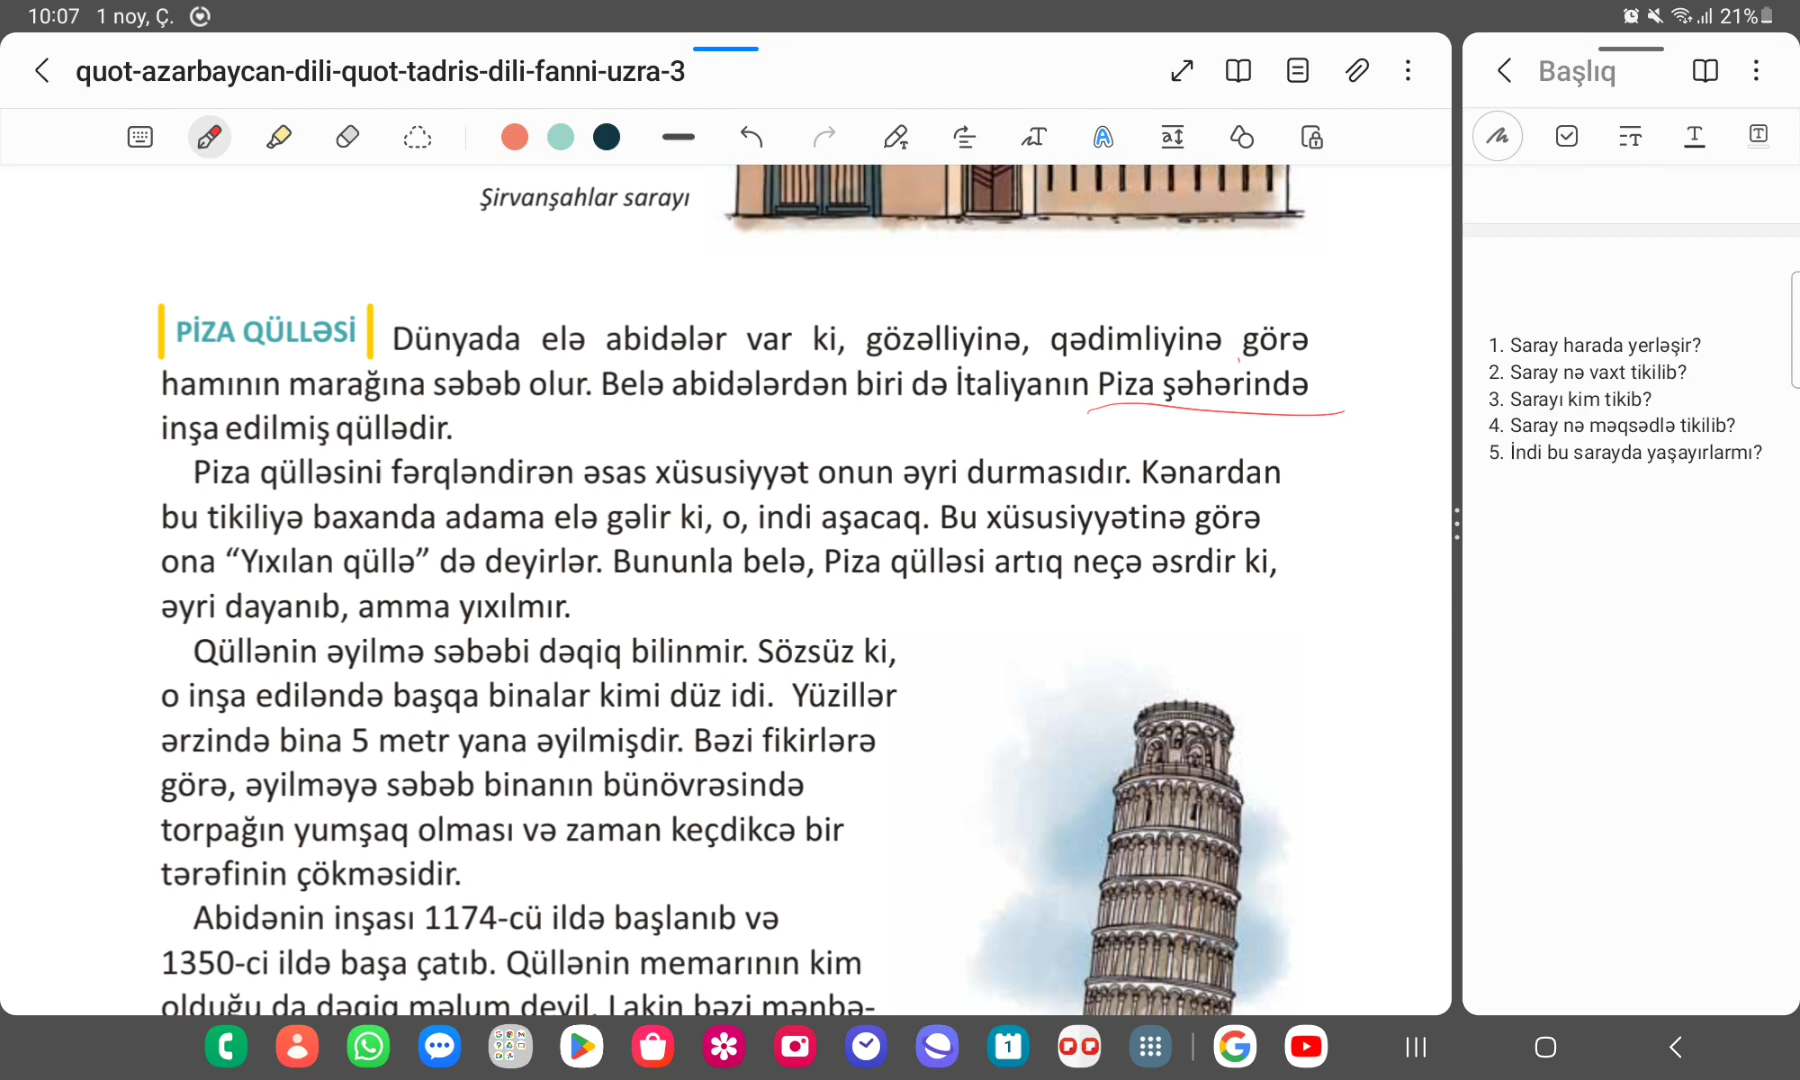 10:07 1 noy, Ç.
21%
quot-azarbaycan-dili-quot-tadris-dili-fanni-uzra-3
Başlıq
Şirvanşahlar sarayı
PİZA QÜLLƏSİ Dünyada elə abidələr var ki, gözəlliyinə, qədimliyinə görə
hamının marağına səbəb olur. Belə abidələrdən biri də İtaliyanın Piza şəhərində
inşa edilmiş qüllədir.
Piza qülləsini fərqləndirən əsas xüsusiyyət onun əyri durmasıdır. Kənardan
bu tikiliyə baxanda adama elə gəlir ki, o, indi aşacaq. Bu xüsusiyyətinə görə
ona “Yıxılan qüllə” də deyirlər. Bununla belə, Piza qülləsi artıq neçə əsrdir ki,
əyri dayanıb, amma yıxılmır.
Qüllənin əyilmə səbəbi dəqiq bilinmir. Sözsüz ki,
o inşa ediləndə başqa binalar kimi düz idi. Yüzillər
ərzində bina 5 metr yana əyilmişdir. Bəzi fikirlərə
görə, əyilməyə səbəb binanın bünövrəsində
torpağın yumşaq olması və zaman keçdikcə bir
tərəfinin çökməsidir.
Abidənin inşası 1174-cü ildə başlanıb və
1350-ci ildə başa çatıb. Qüllənin memarının kim
olduğu da dəqiq məlum deyil. Lakin bəzi mənbə-
1. Saray harada yerləşir?
2. Saray nə vaxt tikilib?
3. Sarayı kim tikib?
4. Saray nə məqsədlə tikilib?
5. İndi bu sarayda yaşayırlarmı?